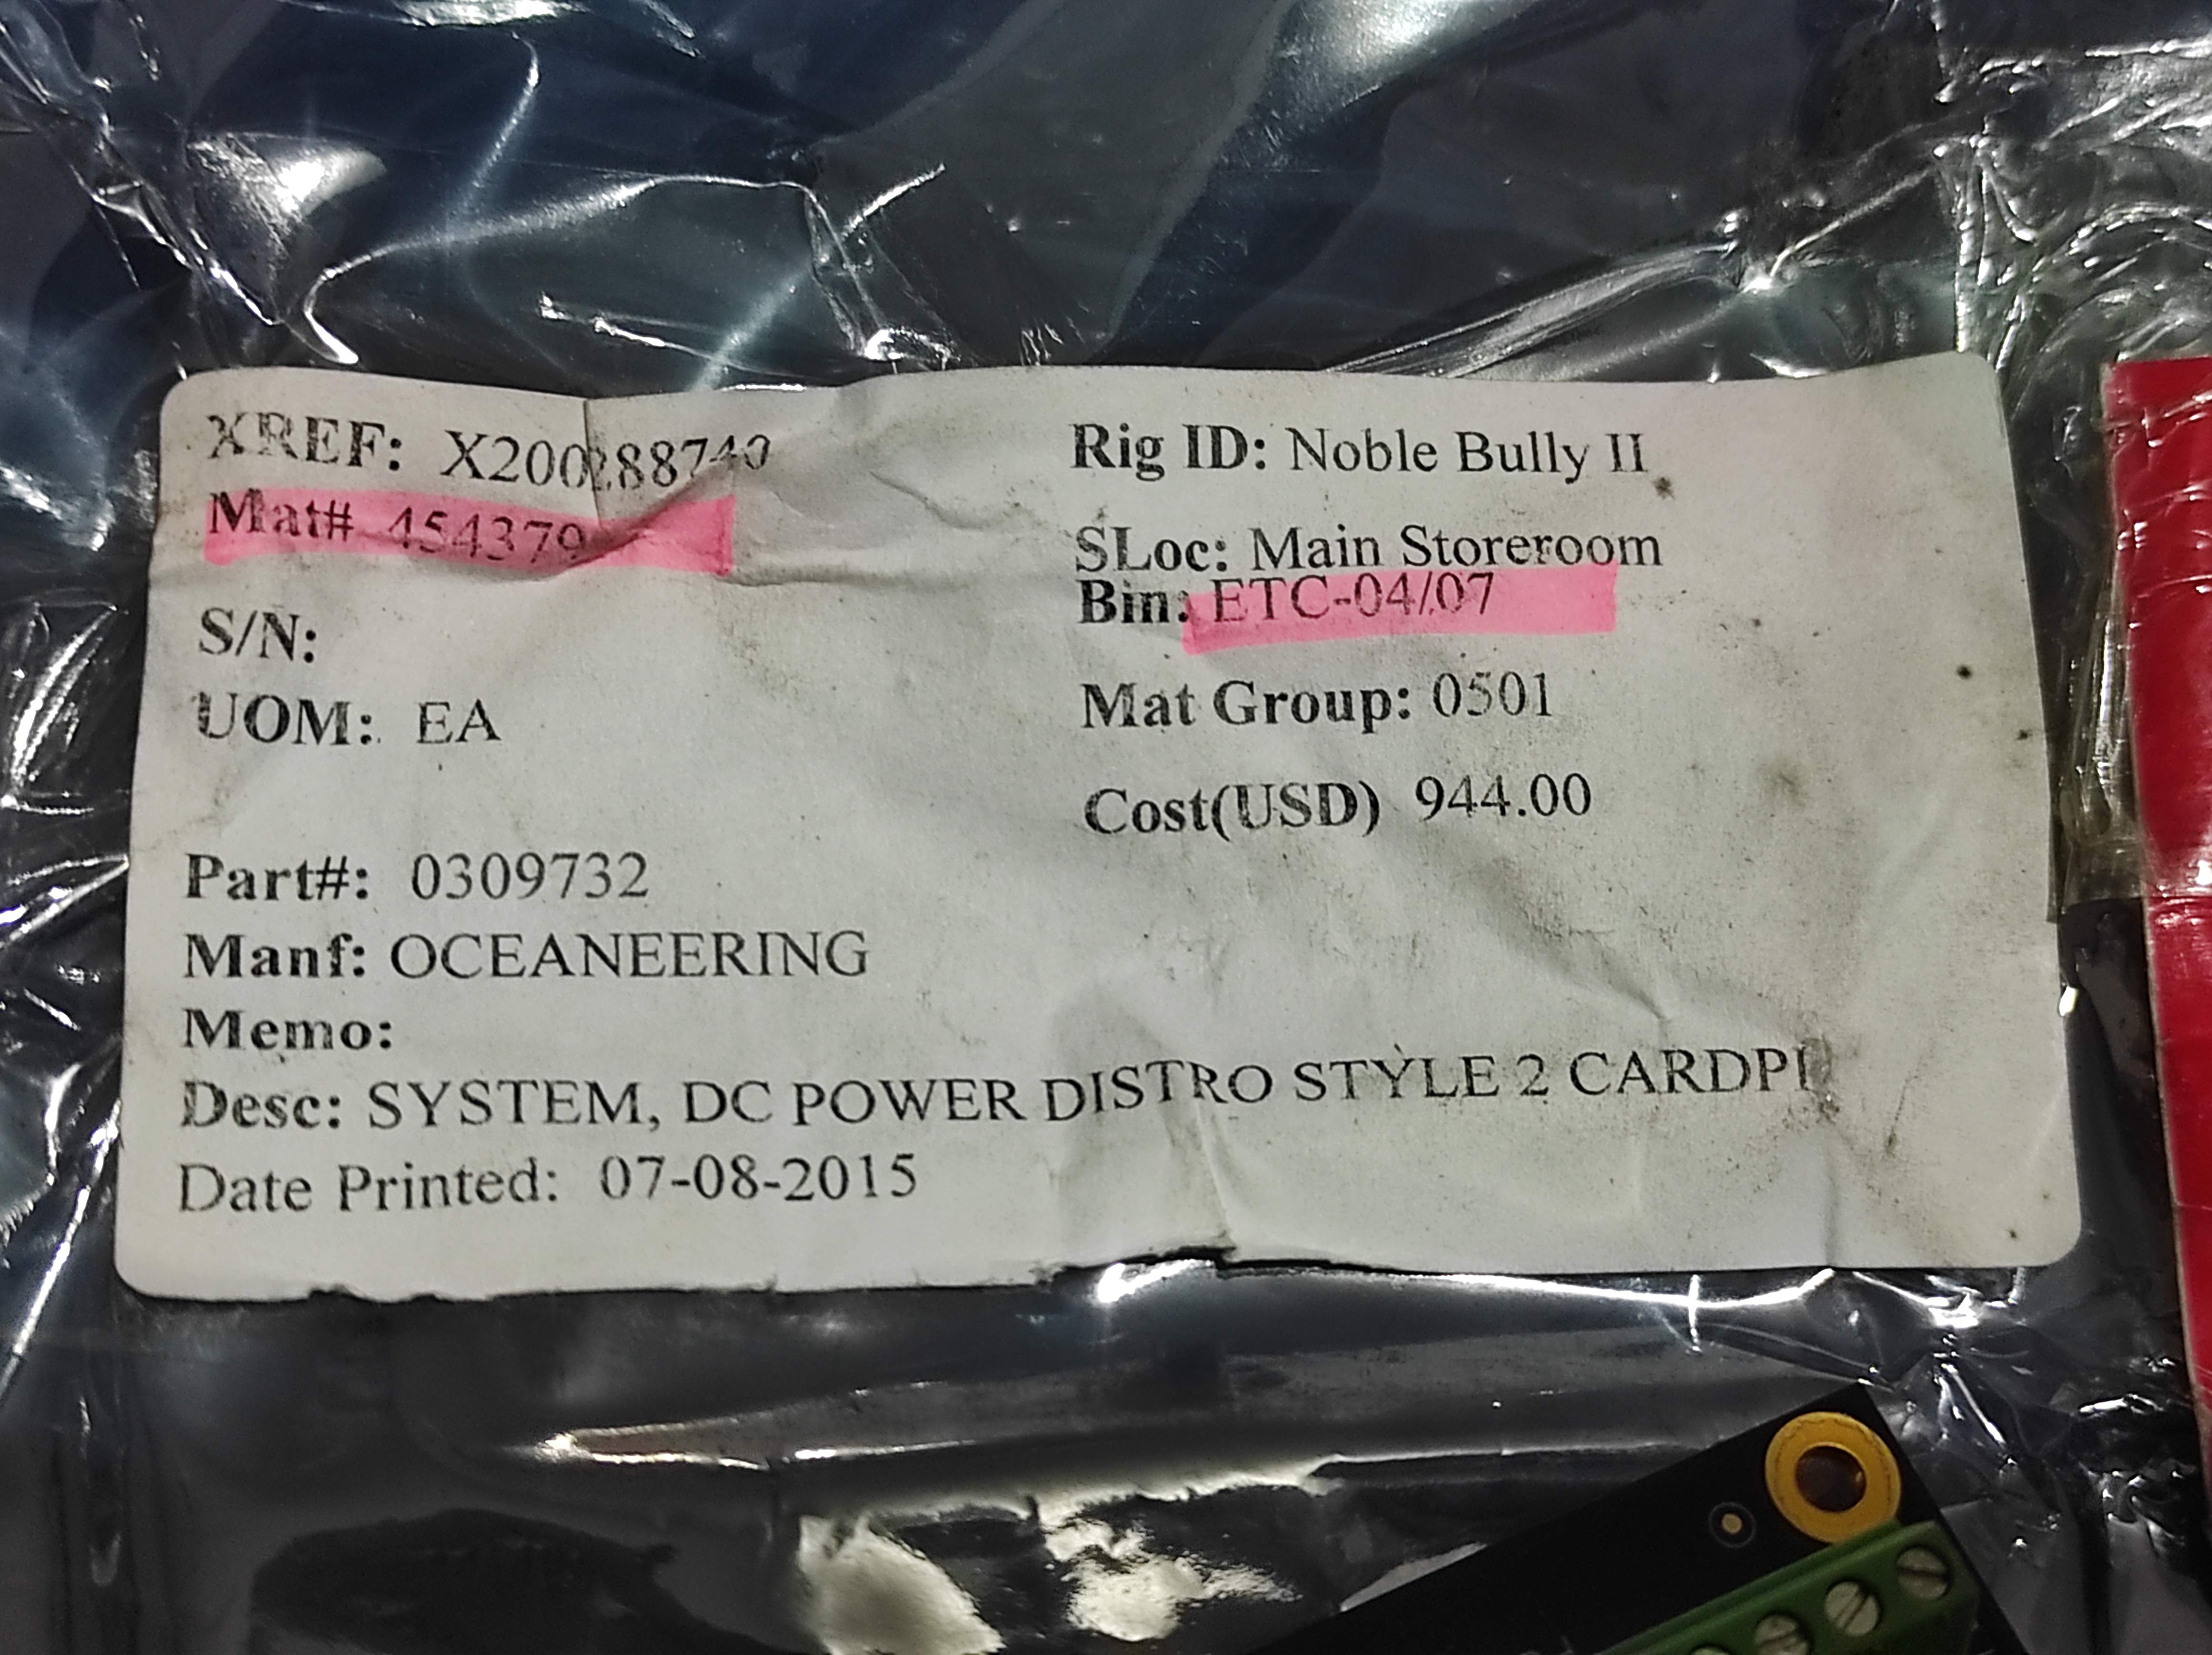 XREF: X200288740
Mat# 454379
S/N:
UOM: EA
Part#: 0309732
Manf: OCEANEERING
Memo:
Desc: SYSTEM, DC POWER DISTRO STYLE 2
Date Printed: 07-08-2015
Rig ID: Noble Bully II
SLoc: Main Storeroom
Bin: ETC-04/07
Mat Group: 0501
Cost(USD) 944.00